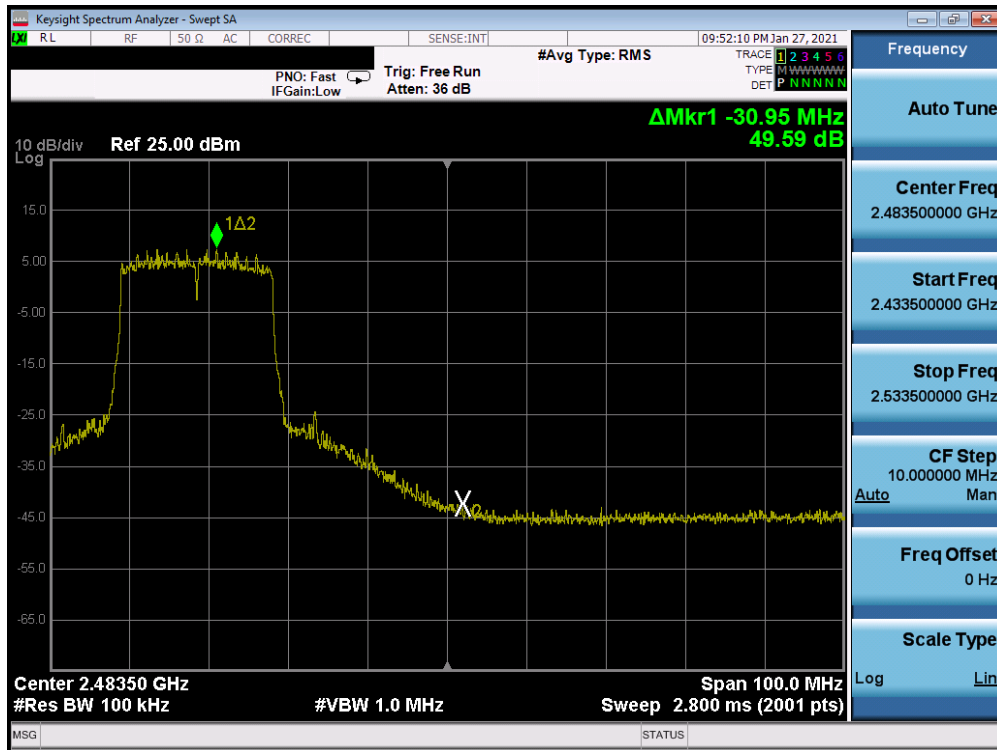 Keysight Spectrum Analyzer - Swept SA
LXI RL RF 50 Ω AC CORREC SENSE:INT 09:52:10 PM Jan 27, 2021
#Avg Type: RMS TRACE 1 2 3 4 5 6
PNO: Fast Trig: Free Run TYPE M WWWWW
IFGain:Low Atten: 36 dB DET P N N N N N
ΔMkr1 -30.95 MHz
49.59 dB
10 dB/div Ref 25.00 dBm
Log
1Δ2
15.0
5.00
-5.00
-15.0
-25.0
-35.0
2
-45.0
-55.0
-65.0
Center 2.48350 GHz Span 100.0 MHz
#Res BW 100 kHz #VBW 1.0 MHz Sweep 2.800 ms (2001 pts)
MSG STATUS
Frequency
Auto Tune
Center Freq
2.483500000 GHz
Start Freq
2.433500000 GHz
Stop Freq
2.533500000 GHz
CF Step
10.000000 MHz
Auto Man
Freq Offset
0 Hz
Scale Type
Log Lin